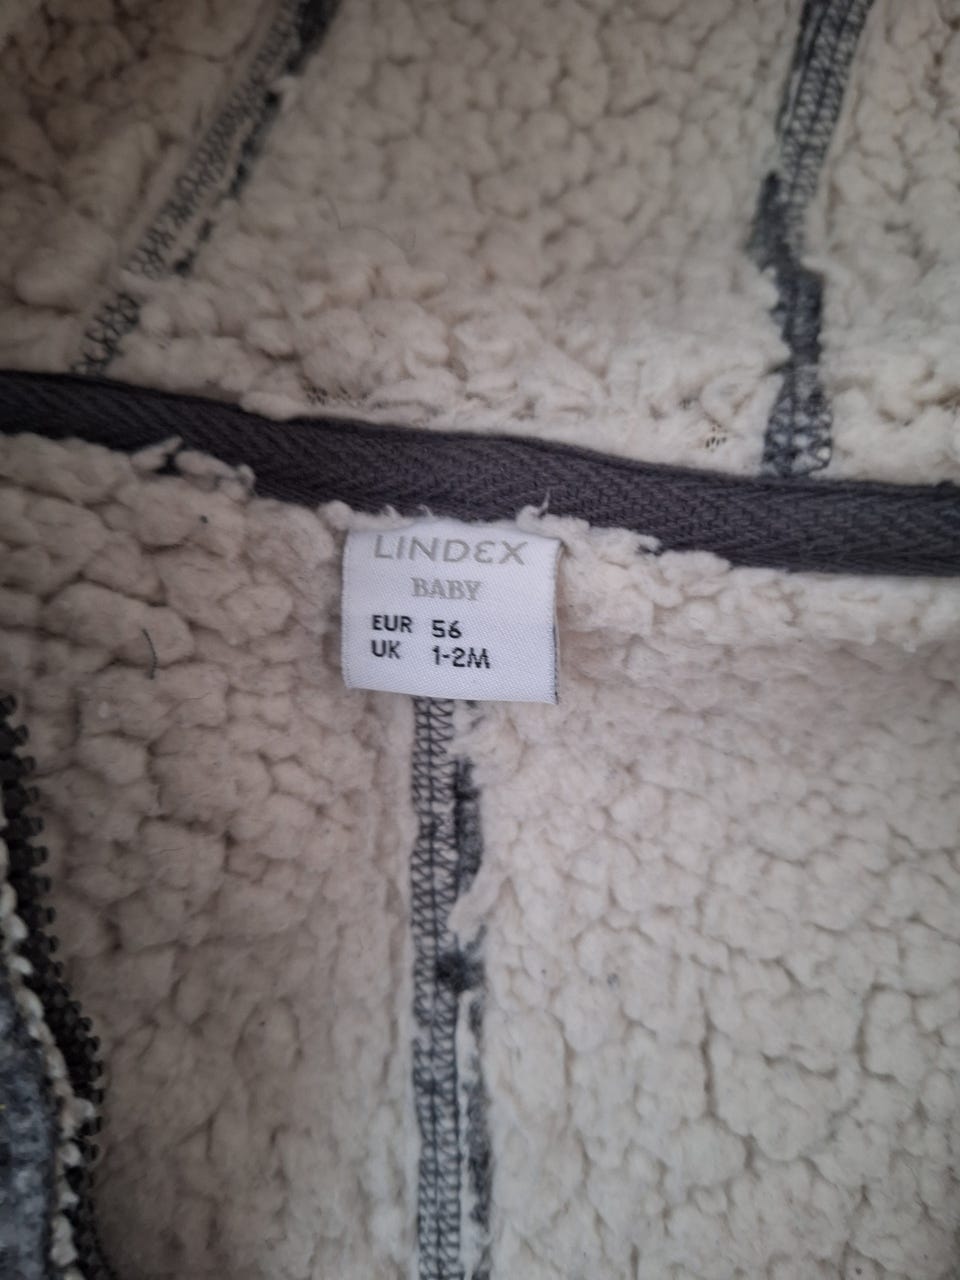 LINDEX
BABY
EUR 56
UK 1-2M